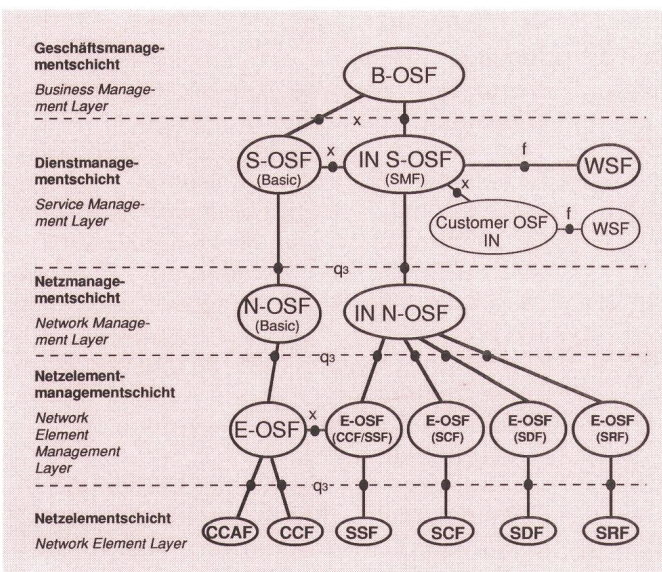 Geschäftsmanage-
mentschicht
Business Manage-
ment Layer
B-OSF
x
Dienstmanage-
mentschicht
Service Manage-
ment Layer
S-OSF
(Basic)
x
IN S-OSF
(SMF)
f
WSF
x
Customer OSF
IN
f
WSF
q3
Netzmanage-
mentschicht
Network Manage-
ment Layer
N-OSF
(Basic)
IN N-OSF
q3
Netzelement-
managementschicht
Network
Element
Management
Layer
E-OSF
x
E-OSF
(CCF/SSF)
E-OSF
(SCF)
E-OSF
(SDF)
E-OSF
(SRF)
q3
Netzelementschicht
Network Element Layer
CCAF
CCF
SSF
SCF
SDF
SRF